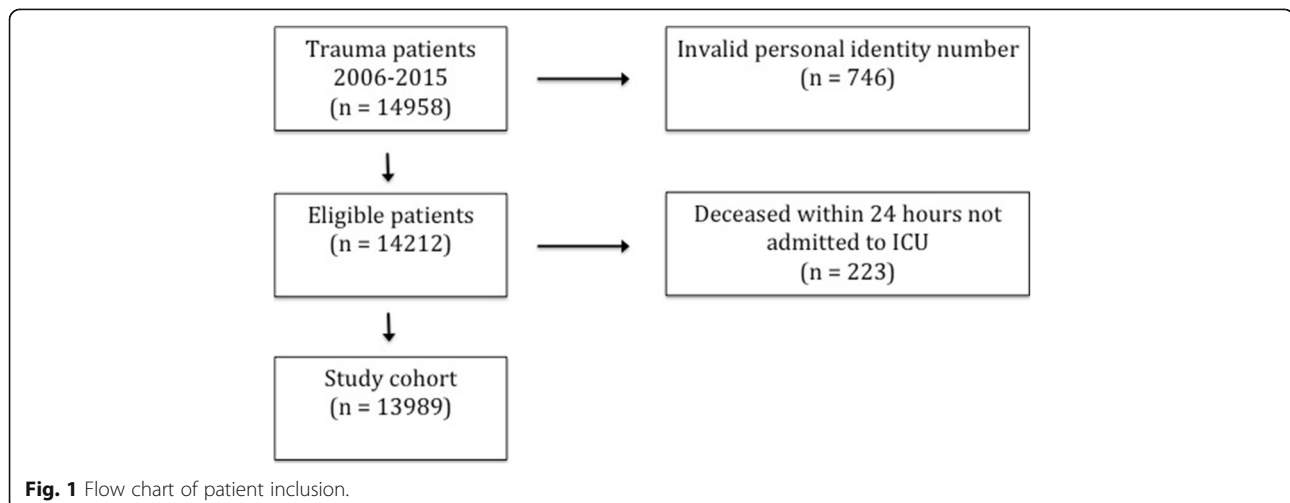 Trauma patients
2006-2015
(n = 14958)
Invalid personal identity number
(n = 746)
Eligible patients
(n = 14212)
Deceased within 24 hours not
admitted to ICU
(n = 223)
Study cohort
(n = 13989)
Fig. 1 Flow chart of patient inclusion.